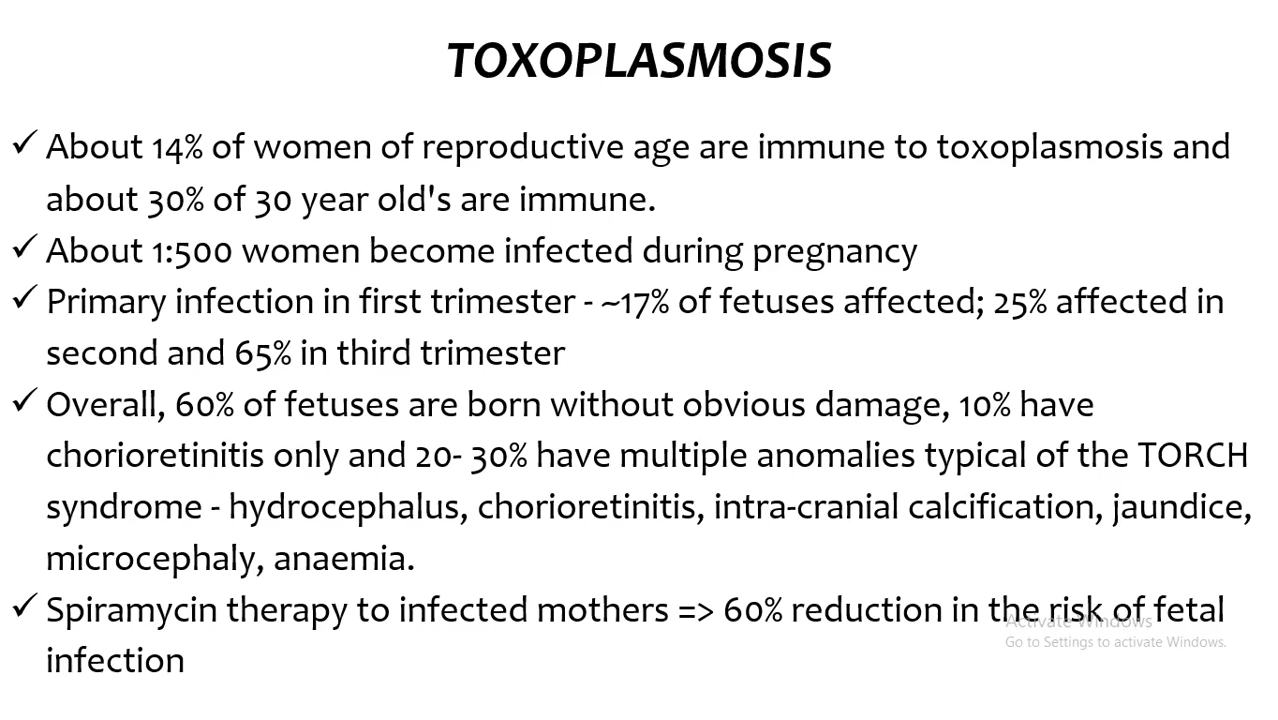 TOXOPLASMOSIS
✓ About 14% of women of reproductive age are immune to toxoplasmosis and
about 30% of 30 year old's are immune.
✓ About 1:500 women become infected during pregnancy
✓ Primary infection in first trimester - ~17% of fetuses affected; 25% affected in
second and 65% in third trimester
✓ Overall, 60% of fetuses are born without obvious damage, 10% have
chorioretinitis only and 20- 30% have multiple anomalies typical of the TORCH
syndrome - hydrocephalus, chorioretinitis, intra-cranial calcification, jaundice,
microcephaly, anaemia.
✓ Spiramycin therapy to infected mothers => 60% reduction in the risk of fetal
infection
Activate Windows
Go to Settings to activate Windows.